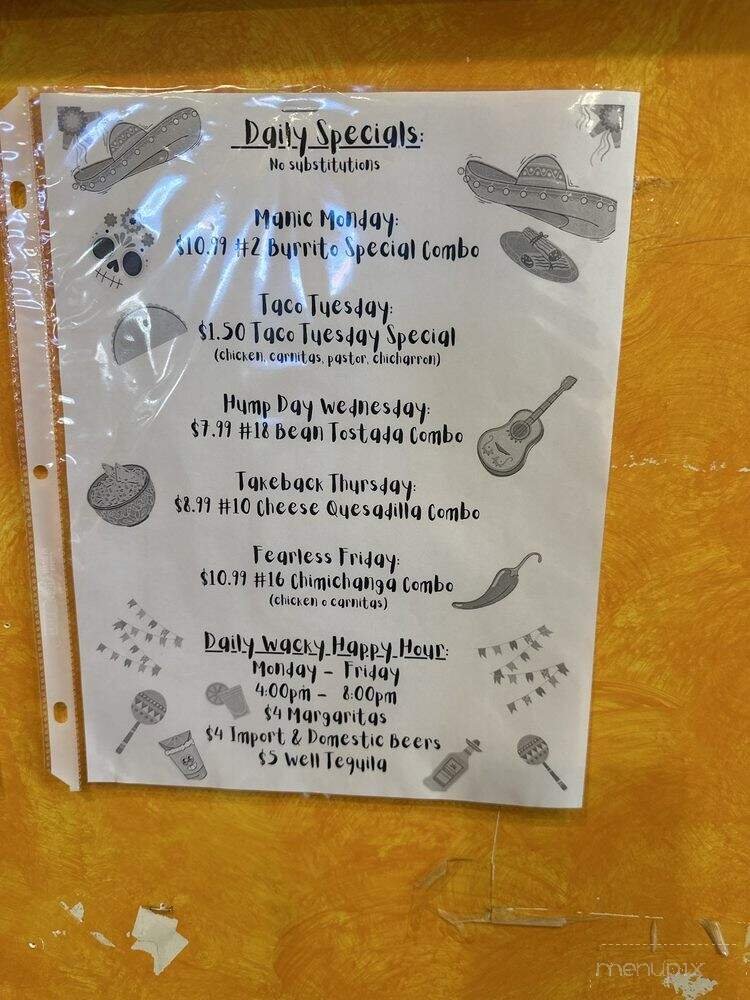 Daily Specials:
No substitutions
Manic Monday:
$10.99 #2 Burrito Special Combo
Taco Tuesday:
$1.50 Taco Tuesday Special
(chicken, carnitas, pastor, chicharron)
Hump Day Wednesday:
$7.99 #18 Bean Tostada Combo
Takeback Thursday:
$8.99 #10 Cheese Quesadilla Combo
Fearless Friday:
$10.99 #16 Chimichanga Combo
(chicken o carnitas)
Daily Wacky Happy Hour:
Monday - Friday
4:00pm - 8:00pm
$4 Margaritas
$4 Import & Domestic Beers
$5 Well Tequila
menupix